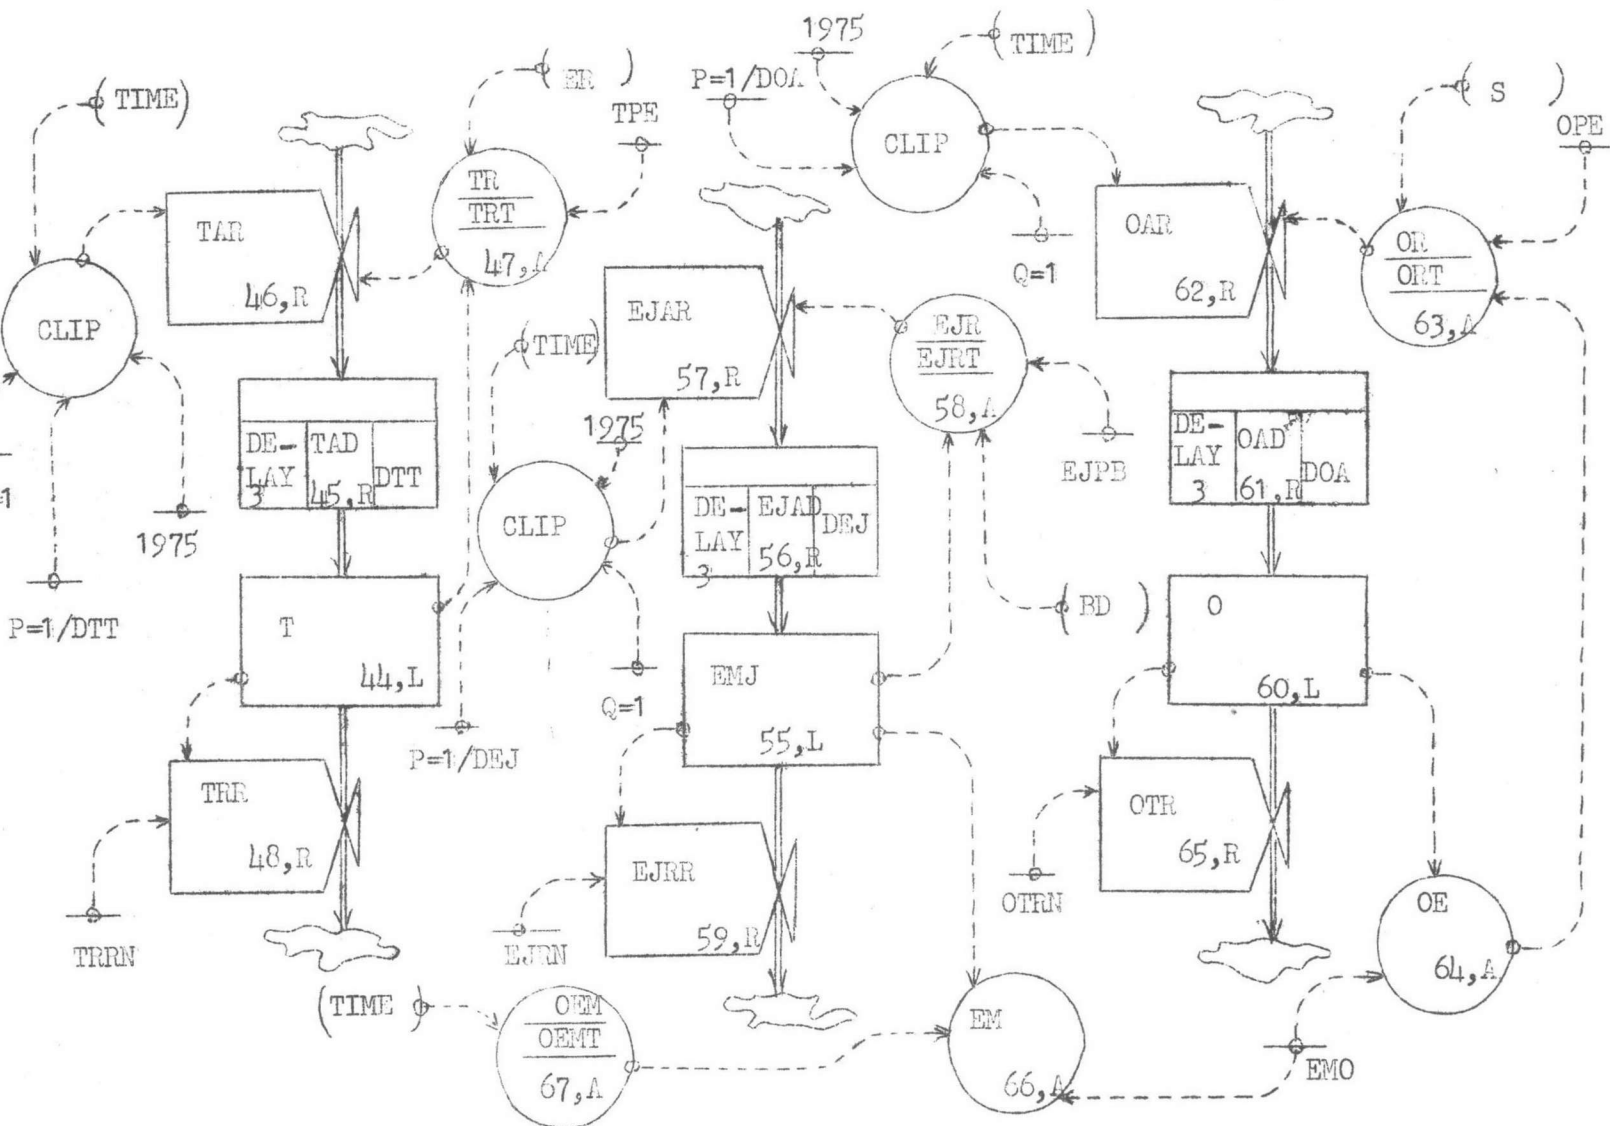 (TIME)
TAR
46,R
CLIP
=1
P=1/DTT
1975
DE-
LAY
3
TAD
45,R
DTT
T
44,L
TRR
48,R
TRRN
(ER)
TPE
TR
TRT
47,A
(TIME)
1975
CLIP
P=1/DEJ
Q=1
EJAR
57,R
DE-
LAY
3
EJAD
56,R
DEJ
EMJ
55,L
EJRR
59,R
EJRN
(TIME)
OEM
OEMT
67,A
EM
66,A
1975
(TIME)
P=1/DOA
CLIP
Q=1
EJR
EJRT
58,A
EJPB
(BD)
OAR
62,R
(S)
OPE
OR
ORT
63,A
DE-
LAY
3
OAD
61,R
DOA
O
60,L
OTR
65,R
OTRN
OE
64,A
EMO